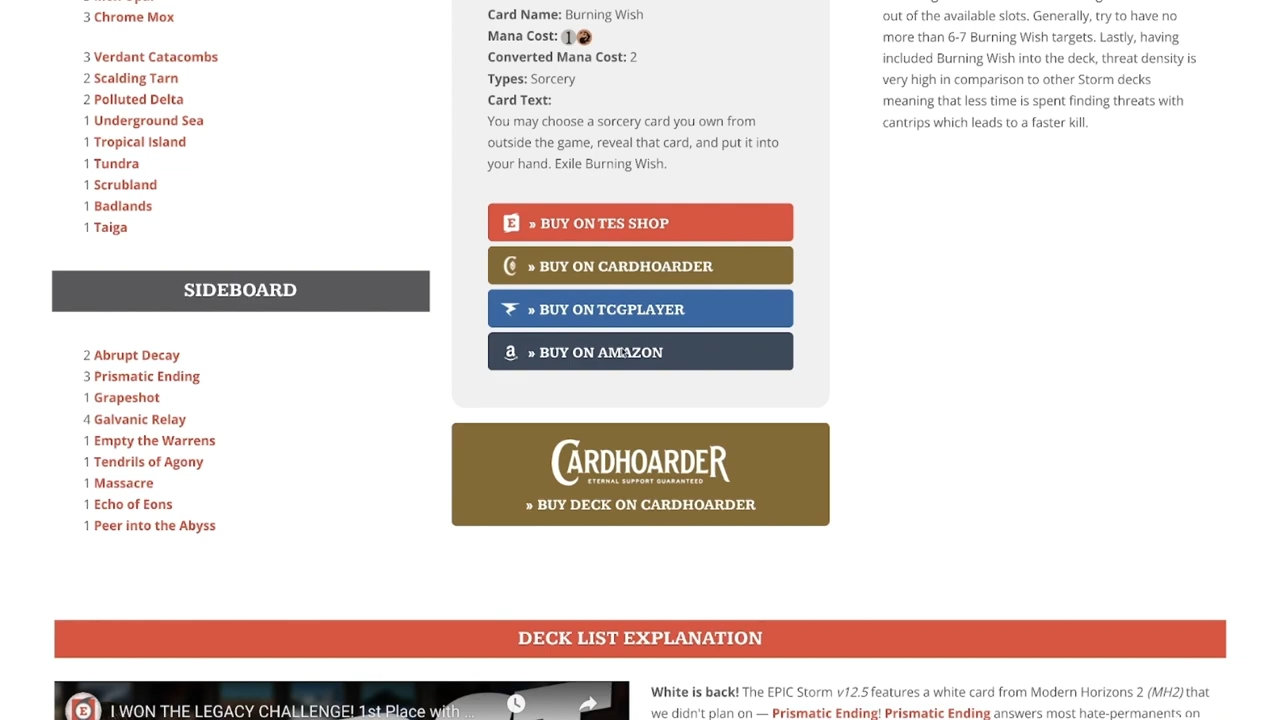 3 Chrome Mox
3 Verdant Catacombs
2 Scalding Tarn
2 Polluted Delta
1 Underground Sea
1 Tropical Island
1 Tundra
1 Scrubland
1 Badlands
1 Taiga
SIDEBOARD
2 Abrupt Decay
3 Prismatic Ending
1 Grapeshot
4 Galvanic Relay
1 Empty the Warrens
1 Tendrils of Agony
1 Massacre
1 Echo of Eons
1 Peer into the Abyss
Card Name: Burning Wish
Mana Cost: 1
Converted Mana Cost: 2
Types: Sorcery
Card Text:
You may choose a sorcery card you own from
outside the game, reveal that card, and put it into
your hand. Exile Burning Wish.
E » BUY ON TES SHOP
» BUY ON CARDHOARDER
» BUY ON TCGPLAYER
a » BUY ON AMAZON
CARDHOARDER
ETERNAL SUPPORT GUARANTEED
» BUY DECK ON CARDHOARDER
out of the available slots. Generally, try to have no
more than 6-7 Burning Wish targets. Lastly, having
included Burning Wish into the deck, threat density is
very high in comparison to other Storm decks
meaning that less time is spent finding threats with
cantrips which leads to a faster kill.
DECK LIST EXPLANATION
E I WON THE LEGACY CHALLENGE! 1st Place with ...
White is back! The EPIC Storm v12.5 features a white card from Modern Horizons 2 (MH2) that
we didn't plan on — Prismatic Ending! Prismatic Ending answers most hate-permanents on